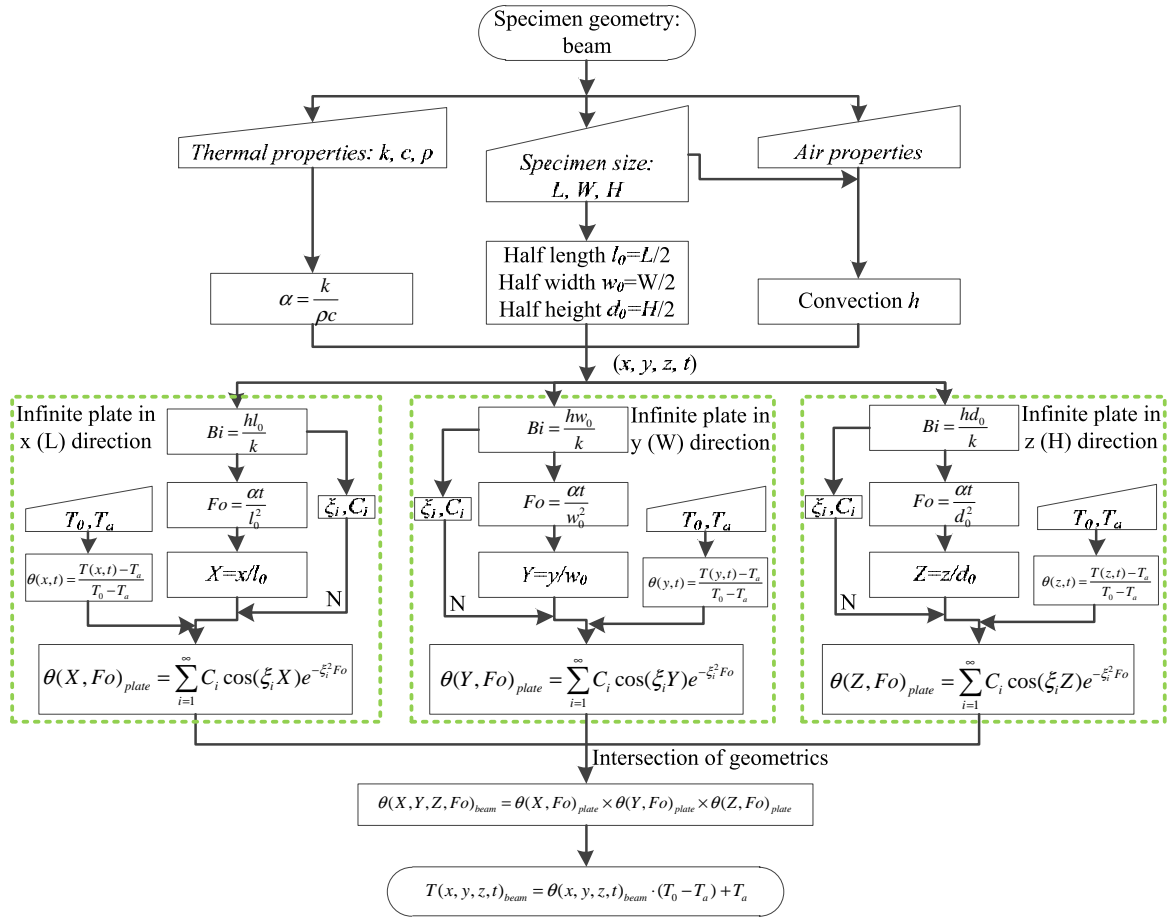 Specimen geometry:
beam
Thermal properties: k, c, ρ
Specimen size:
L, W, H
Air properties
α = k/ρc
Half length l₀=L/2
Half width w₀=W/2
Half height d₀=H/2
Convection h
(x, y, z, t)
Infinite plate in
x (L) direction
Bi = hl₀/k
Fo = αt/l₀²
ξᵢ,Cᵢ
T₀,Tₐ
θ(x,t) = T(x,t)−Tₐ/T₀−Tₐ
X=x/l₀
N
θ(X,Fo)plate = ∑ᵢ₌₁^∞ Cᵢ cos(ξᵢX)e^(−ξᵢ²Fo)
Infinite plate in
y (W) direction
Bi = hw₀/k
ξᵢ,Cᵢ
Fo = αt/w₀²
T₀,Tₐ
Y=y/w₀
θ(y,t) = T(y,t)−Tₐ/T₀−Tₐ
N
θ(Y,Fo)plate = ∑ᵢ₌₁^∞ Cᵢ cos(ξᵢY)e^(−ξᵢ²Fo)
Infinite plate in
z (H) direction
Bi = hd₀/k
ξᵢ,Cᵢ
Fo = αt/d₀²
T₀,Tₐ
Z=z/d₀
θ(z,t) = T(z,t)−Tₐ/T₀−Tₐ
N
θ(Z,Fo)plate = ∑ᵢ₌₁^∞ Cᵢ cos(ξᵢZ)e^(−ξᵢ²Fo)
Intersection of geometrics
θ(X,Y,Z,Fo)beam = θ(X,Fo)plate × θ(Y,Fo)plate × θ(Z,Fo)plate
T(x,y,z,t)beam = θ(x,y,z,t)beam ·(T₀−Tₐ)+Tₐ